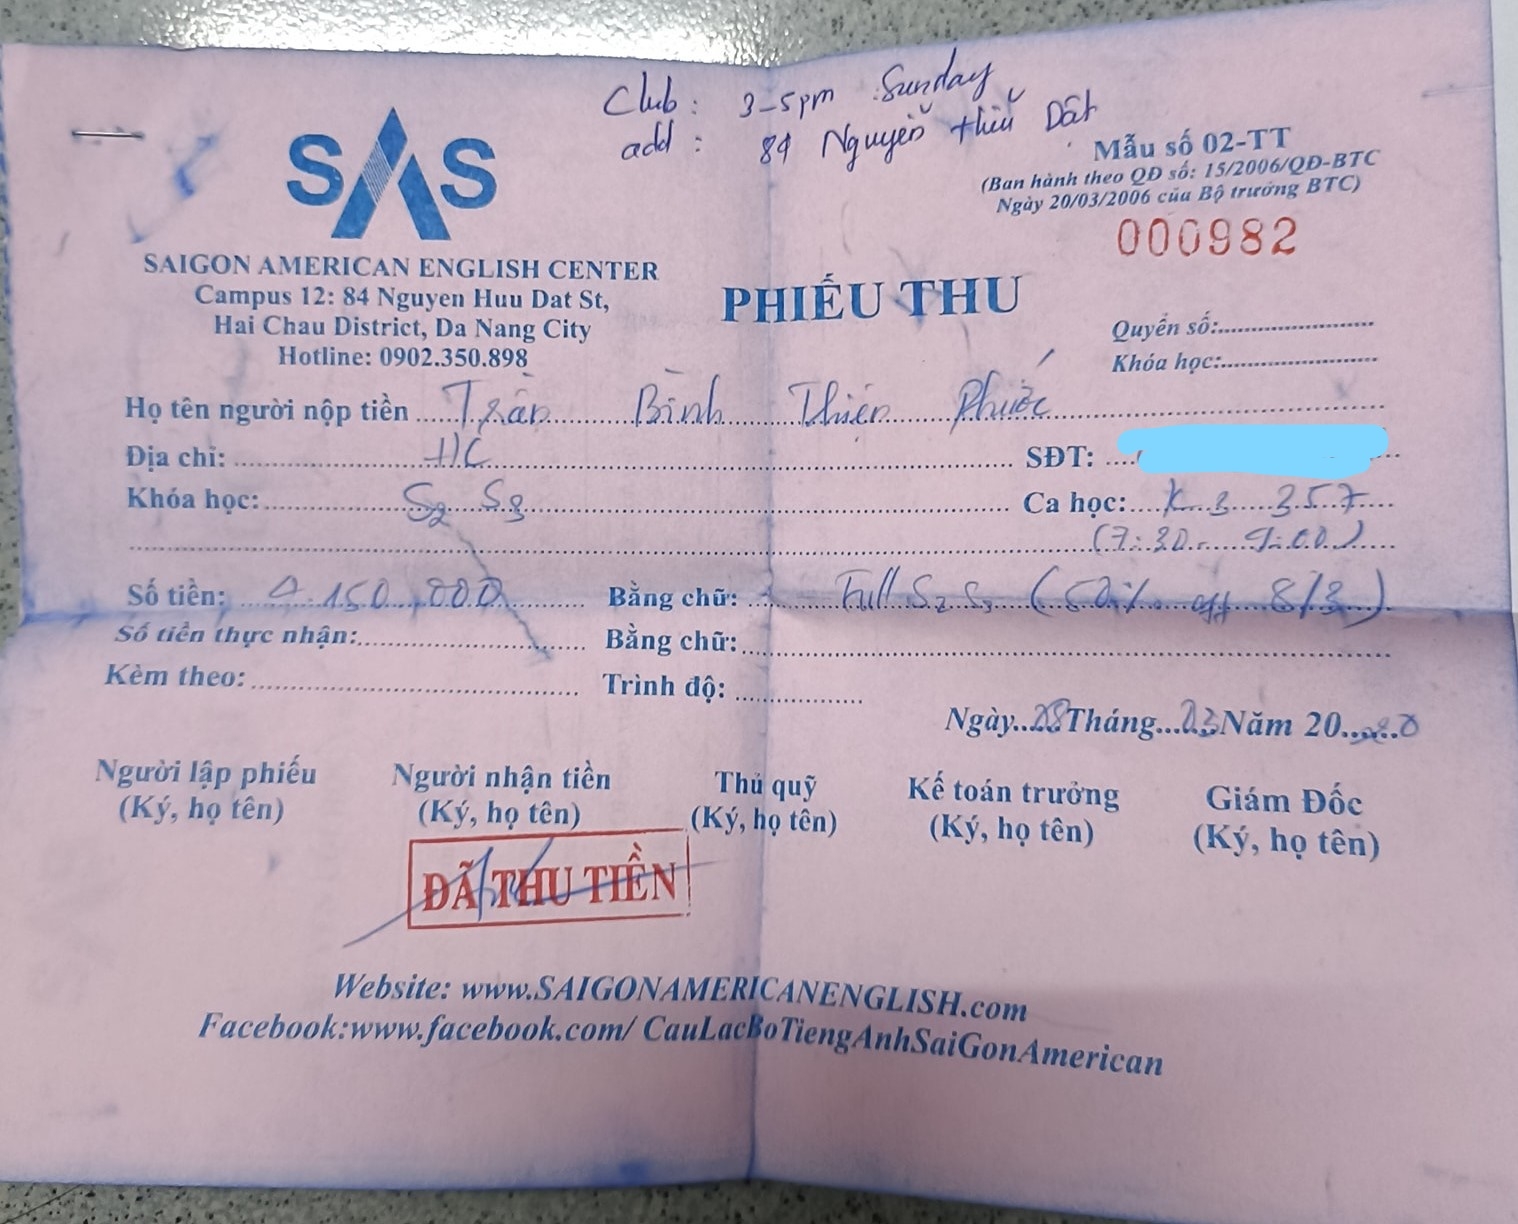 Club: 3-5pm Sunday
add: 84 Nguyễn Hữu Dật
SAS
Mẫu số 02-TT
(Ban hành theo QĐ số: 15/2006/QĐ-BTC
Ngày 20/03/2006 của Bộ trưởng BTC)
000982
SAIGON AMERICAN ENGLISH CENTER
Campus 12: 84 Nguyen Huu Dat St,
Hai Chau District, Da Nang City
Hotline: 0902.350.898
PHIẾU THU
Quyển số:
Khóa học:
Họ tên người nộp tiền Trần Bình Thiên Phước
Địa chỉ: HC SĐT:
Khóa học: S2 S3 Ca học: K3 357
(7:30 - 9:00)
Số tiền: 4.150.000 Bằng chữ: Full S2 S3 (50% off 8/3)
Số tiền thực nhận: Bằng chữ:
Kèm theo: Trình độ:
Ngày 28 Tháng 03 Năm 20
Người lập phiếu Người nhận tiền Thủ quỹ Kế toán trưởng Giám Đốc
(Ký, họ tên) (Ký, họ tên) (Ký, họ tên) (Ký, họ tên) (Ký, họ tên)
ĐÃ THU TIỀN
Website: www.SAIGONAMERICANENGLISH.com
Facebook:www.facebook.com/ CauLacBoTiengAnhSaiGonAmerican